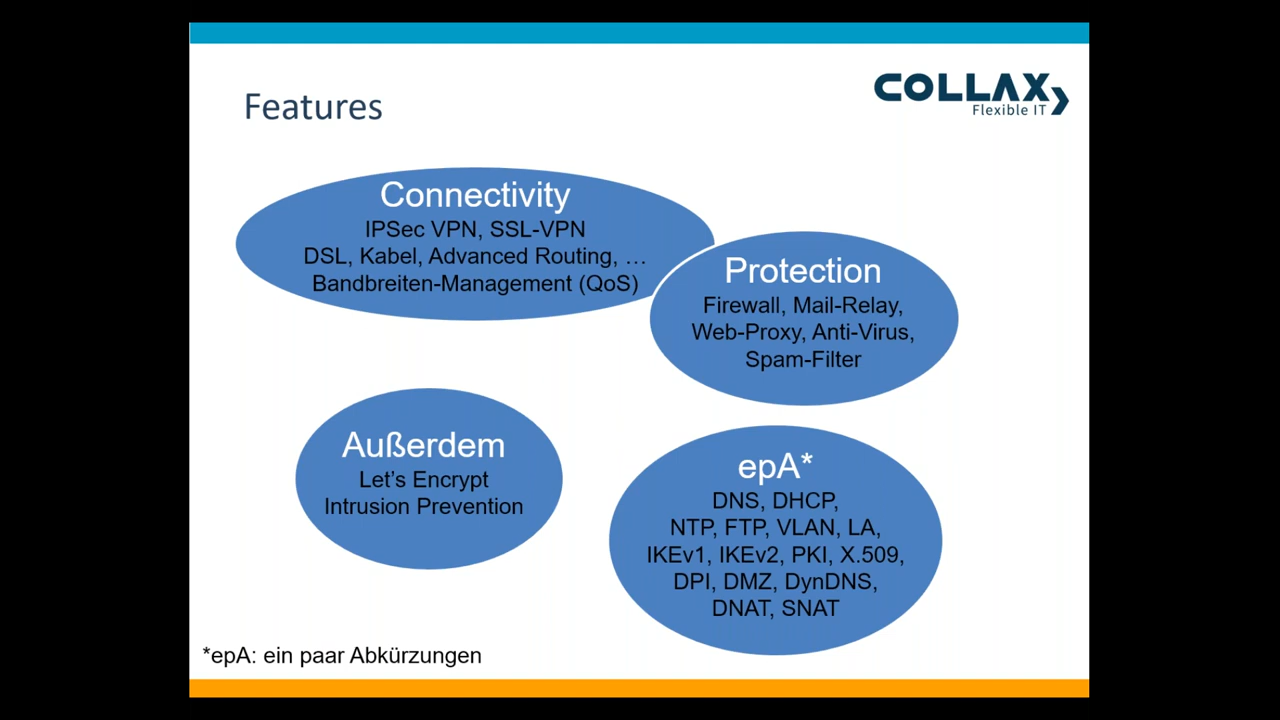 Features
COLLAX
Flexible IT
Connectivity
IPSec VPN, SSL-VPN
DSL, Kabel, Advanced Routing, …
Bandbreiten-Management (QoS)
Protection
Firewall, Mail-Relay,
Web-Proxy, Anti-Virus,
Spam-Filter
Außerdem
Let’s Encrypt
Intrusion Prevention
epA*
DNS, DHCP,
NTP, FTP, VLAN, LA,
IKEv1, IKEv2, PKI, X.509,
DPI, DMZ, DynDNS,
DNAT, SNAT
*epA: ein paar Abkürzungen